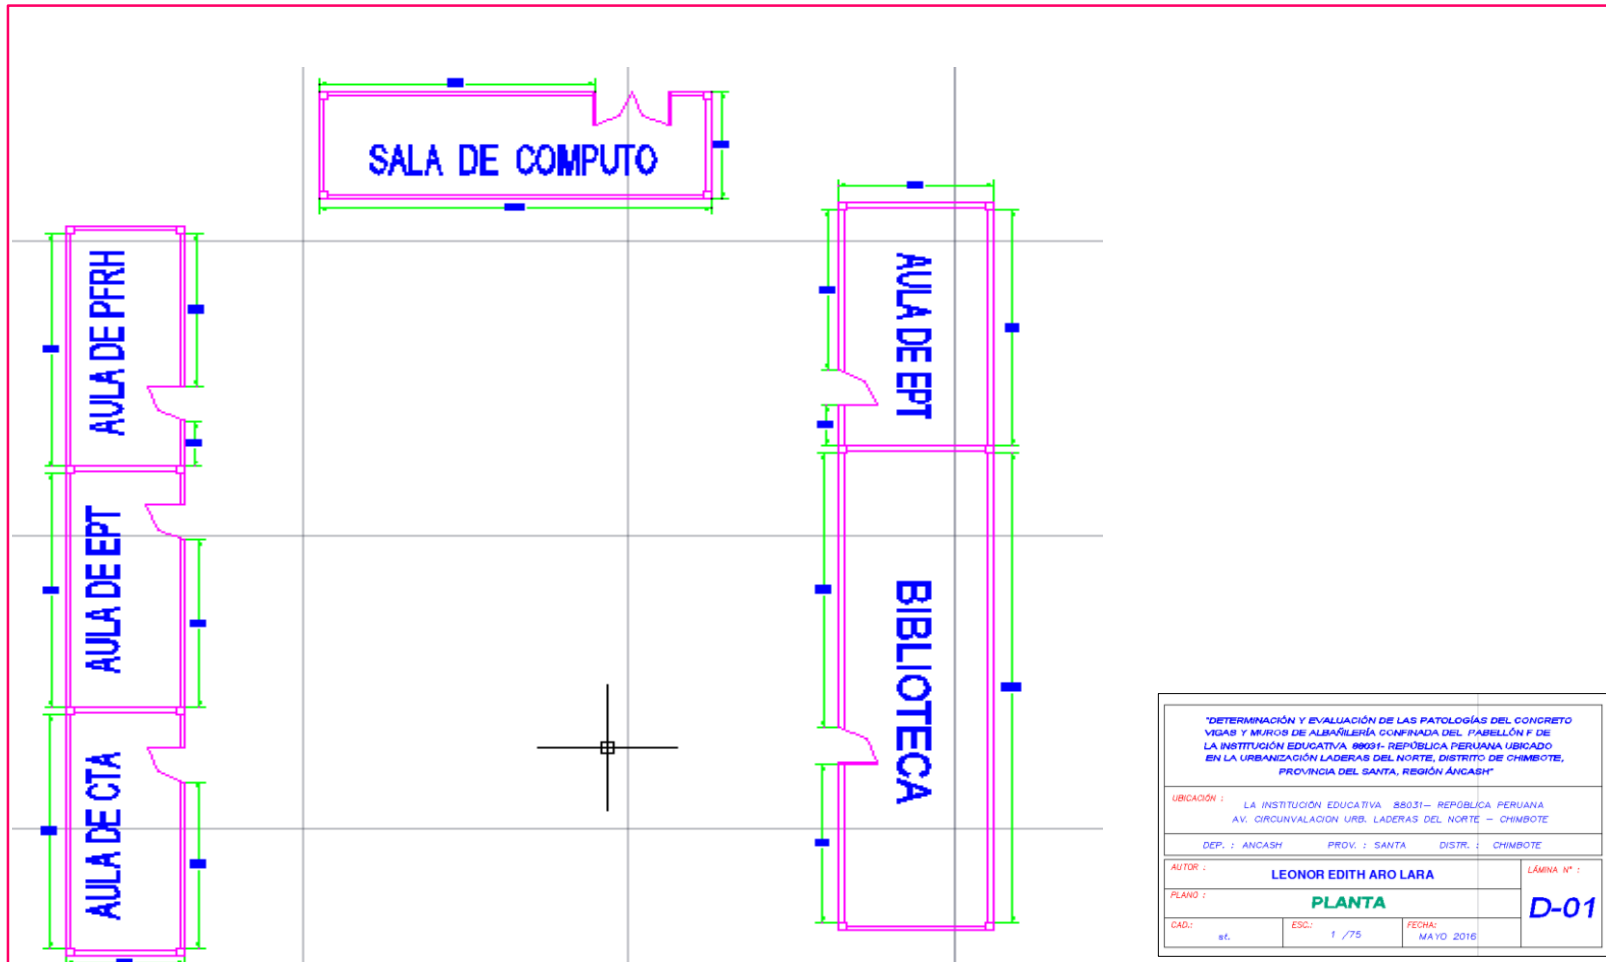 SALA DE COMPUTO
AULA DE PFRH
AULA DE EPT
AULA DE CTA
AULA DE EPT
BIBLIOTECA
"DETERMINACIÓN Y EVALUACIÓN DE LAS PATOLOGÍAS DEL CONCRETO
VIGAS Y MUROS DE ALBAÑILERÍA CONFINADA DEL PABELLÓN F DE
LA INSTITUCIÓN EDUCATIVA 88031- REPÚBLICA PERUANA UBICADO
EN LA URBANIZACIÓN LADERAS DEL NORTE, DISTRITO DE CHIMBOTE,
PROVINCIA DEL SANTA, REGIÓN ÁNCASH"
UBICACIÓN :
LA INSTITUCIÓN EDUCATIVA 88031- REPÚBLICA PERUANA
AV. CIRCUNVALACION URB. LADERAS DEL NORTE - CHIMBOTE
DEP. : ANCASH PROV. : SANTA DISTR. : CHIMBOTE
AUTOR :
LEONOR EDITH ARO LARA
PLANO :
PLANTA
LÁMINA N° :
D-01
CAD.:
st.
ESC.:
1 /75
FECHA:
MAYO 2016